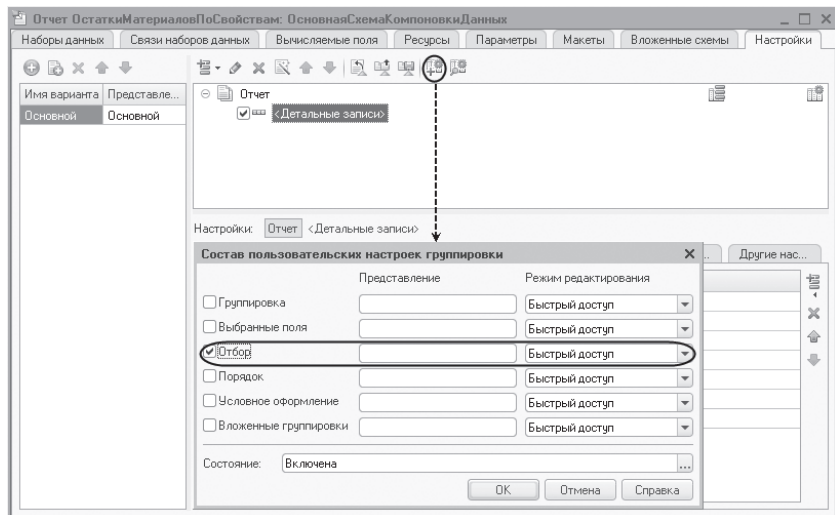 Отчет ОстаткиМатериаловПоСвойствам: ОсновнаяСхемаКомпоновкиДанных
Наборы данных Связи наборов данных Вычисляемые поля Ресурсы Параметры Макеты Вложенные схемы Настройки
Имя варианта Представле...
Основной Основной
Отчет
<Детальные записи>
Настройки: Отчет <Детальные записи>
Состав пользовательских настроек группировки
Другие нас...
Представление Режим редактирования
Группировка Быстрый доступ
Выбранные поля Быстрый доступ
Отбор Быстрый доступ
Порядок Быстрый доступ
Условное оформление Быстрый доступ
Вложенные группировки Быстрый доступ
Состояние: Включена ...
ОК Отмена Справка